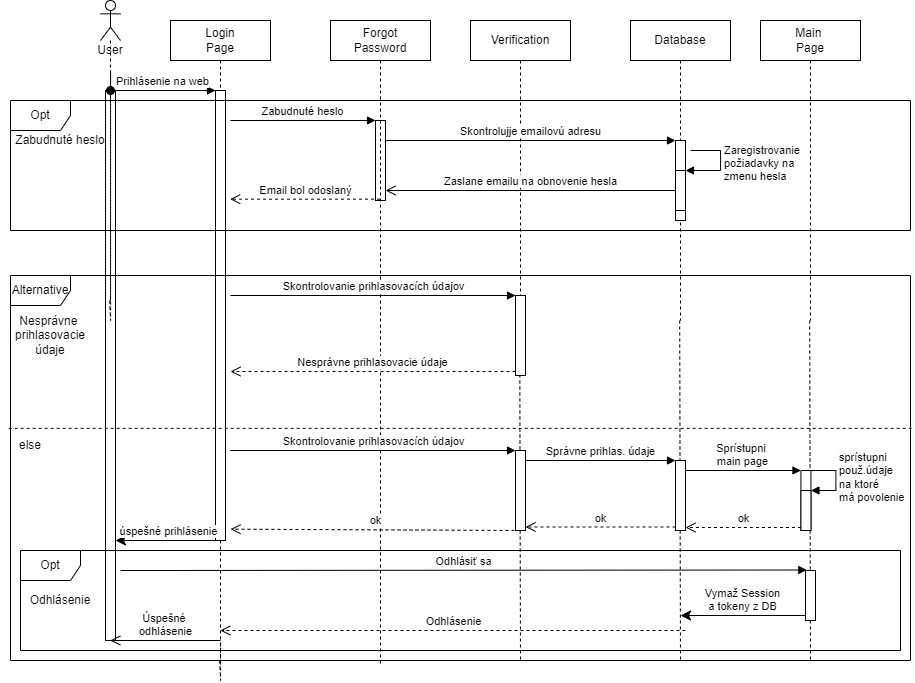 User
Login
Page
Forgot
Password
Verification
Database
Main
Page
Prihlásenie na web
Opt
Zabudnuté heslo
Zabudnuté heslo
Skontrolujje emailovú adresu
Zaregistrovanie
požiadavky na
zmenu hesla
Zaslane emailu na obnovenie hesla
Email bol odoslaný
Alternative
Skontrolovanie prihlasovacích údajov
Nesprávne
prihlasovacie
údaje
Nesprávne prihlasovacie údaje
else
Skontrolovanie prihlasovacích údajov
Správne prihlas. údaje
Sprístupni
main page
sprístupni
použ.údaje
na ktoré
má povolenie
ok
ok
ok
úspešné prihlásenie
Opt
Odhlásiť sa
Odhlásenie
Vymaž Session
a tokeny z DB
Odhlásenie
Úspešné
odhlásenie